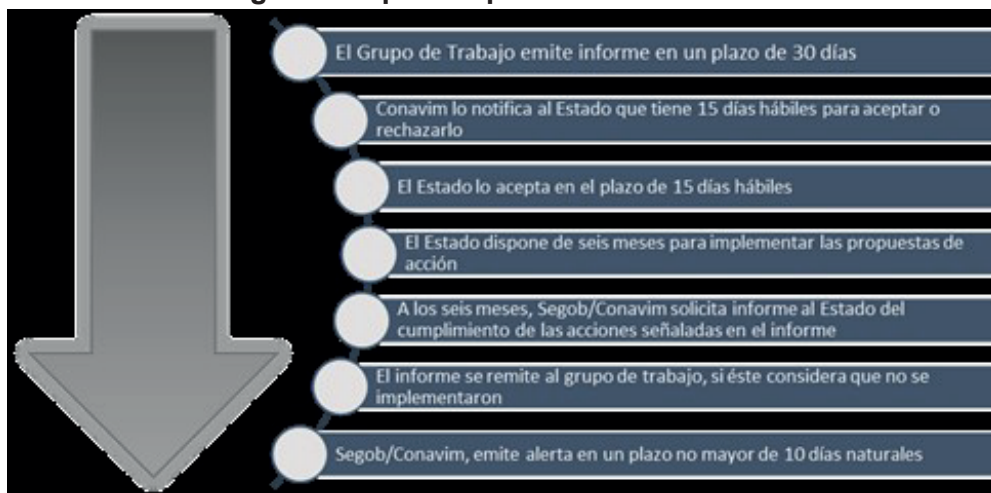 El Grupo de Trabajo emite informe en un plazo de 30 días
Conavim lo notifica al Estado que tiene 15 días hábiles para aceptar o
rechazarlo
El Estado lo acepta en el plazo de 15 días hábiles
El Estado dispone de seis meses para implementar las propuestas de
acción
A los seis meses, Segob/Conavim solicita informe al Estado del
cumplimiento de las acciones señaladas en el informe
El informe se remite al grupo de trabajo, si éste considera que no se
implementaron
Segob/Conavim, emite alerta en un plazo no mayor de 10 días naturales